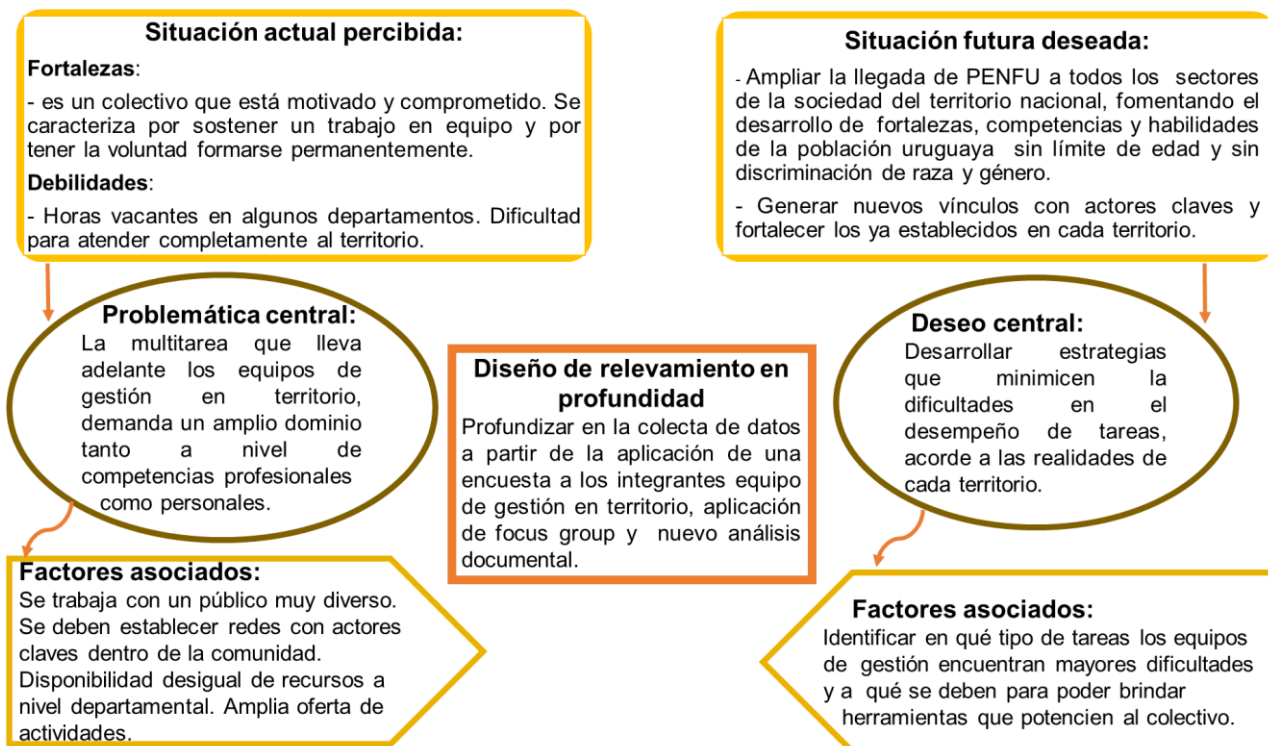 Situación actual percibida:
Fortalezas:
- es un colectivo que está motivado y comprometido. Se
caracteriza por sostener un trabajo en equipo y por
tener la voluntad formarse permanentemente.
Debilidades:
- Horas vacantes en algunos departamentos. Dificultad
para atender completamente al territorio.
Situación futura deseada:
- Ampliar la llegada de PENFU a todos los sectores
de la sociedad del territorio nacional, fomentando el
desarrollo de fortalezas, competencias y habilidades
de la población uruguaya sin límite de edad y sin
discriminación de raza y género.
- Generar nuevos vínculos con actores claves y
fortalecer los ya establecidos en cada territorio.
Problemática central:
La multitarea que lleva
adelante los equipos de
gestión en territorio,
demanda un amplio dominio
tanto a nivel de
competencias profesionales
como personales.
Diseño de relevamiento en
profundidad
Profundizar en la colecta de datos
a partir de la aplicación de una
encuesta a los integrantes equipo
de gestión en territorio, aplicación
de focus group y nuevo análisis
documental.
Deseo central:
Desarrollar estrategias
que minimicen la
dificultades en el
desempeño de tareas,
acorde a las realidades de
cada territorio.
Factores asociados:
Se trabaja con un público muy diverso.
Se deben establecer redes con actores
claves dentro de la comunidad.
Disponibilidad desigual de recursos a
nivel departamental. Amplia oferta de
actividades.
Factores asociados:
Identificar en qué tipo de tareas los equipos
de gestión encuentran mayores dificultades
y a qué se deben para poder brindar
herramientas que potencien al colectivo.